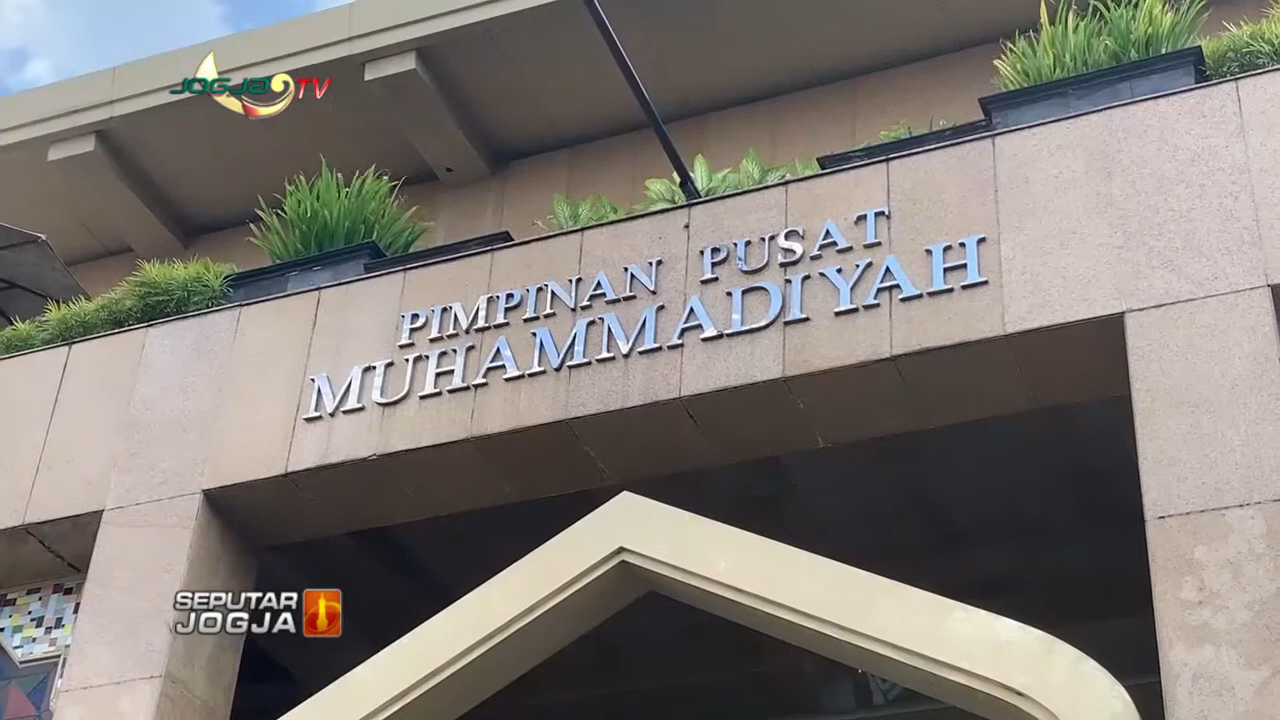 JOGJA TV
PIMPINAN PUSAT
MUHAMMADIYAH
SEPUTAR
JOGJA